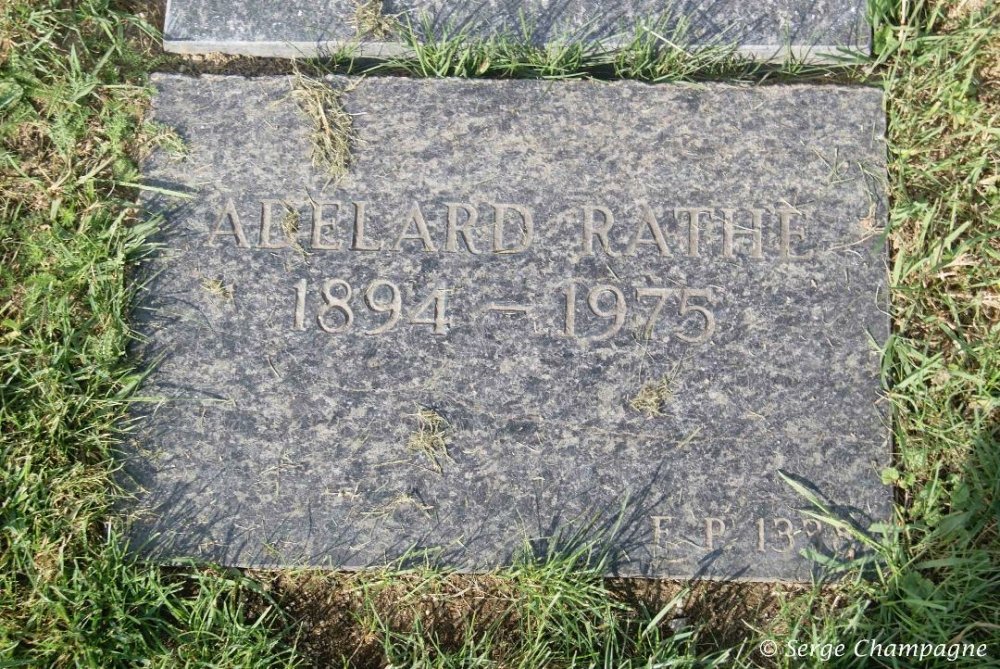 ADELARD RATHE
1894 – 1975
F. P.
© Serge Champagne